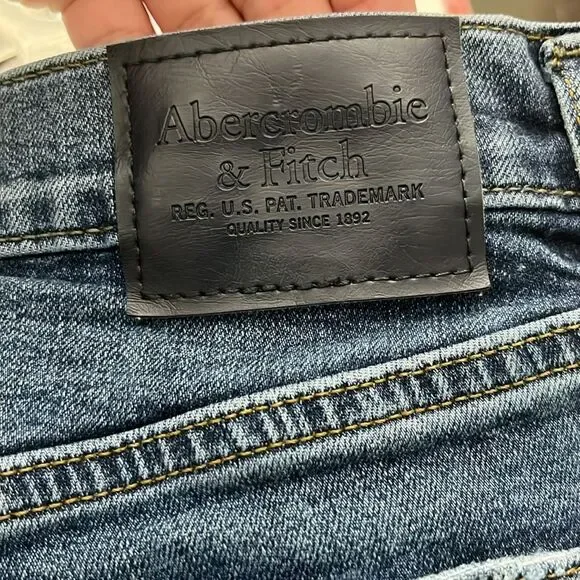 Abercrombie
& Fitch
REG. U.S. PAT. TRADEMARK
QUALITY SINCE 1892